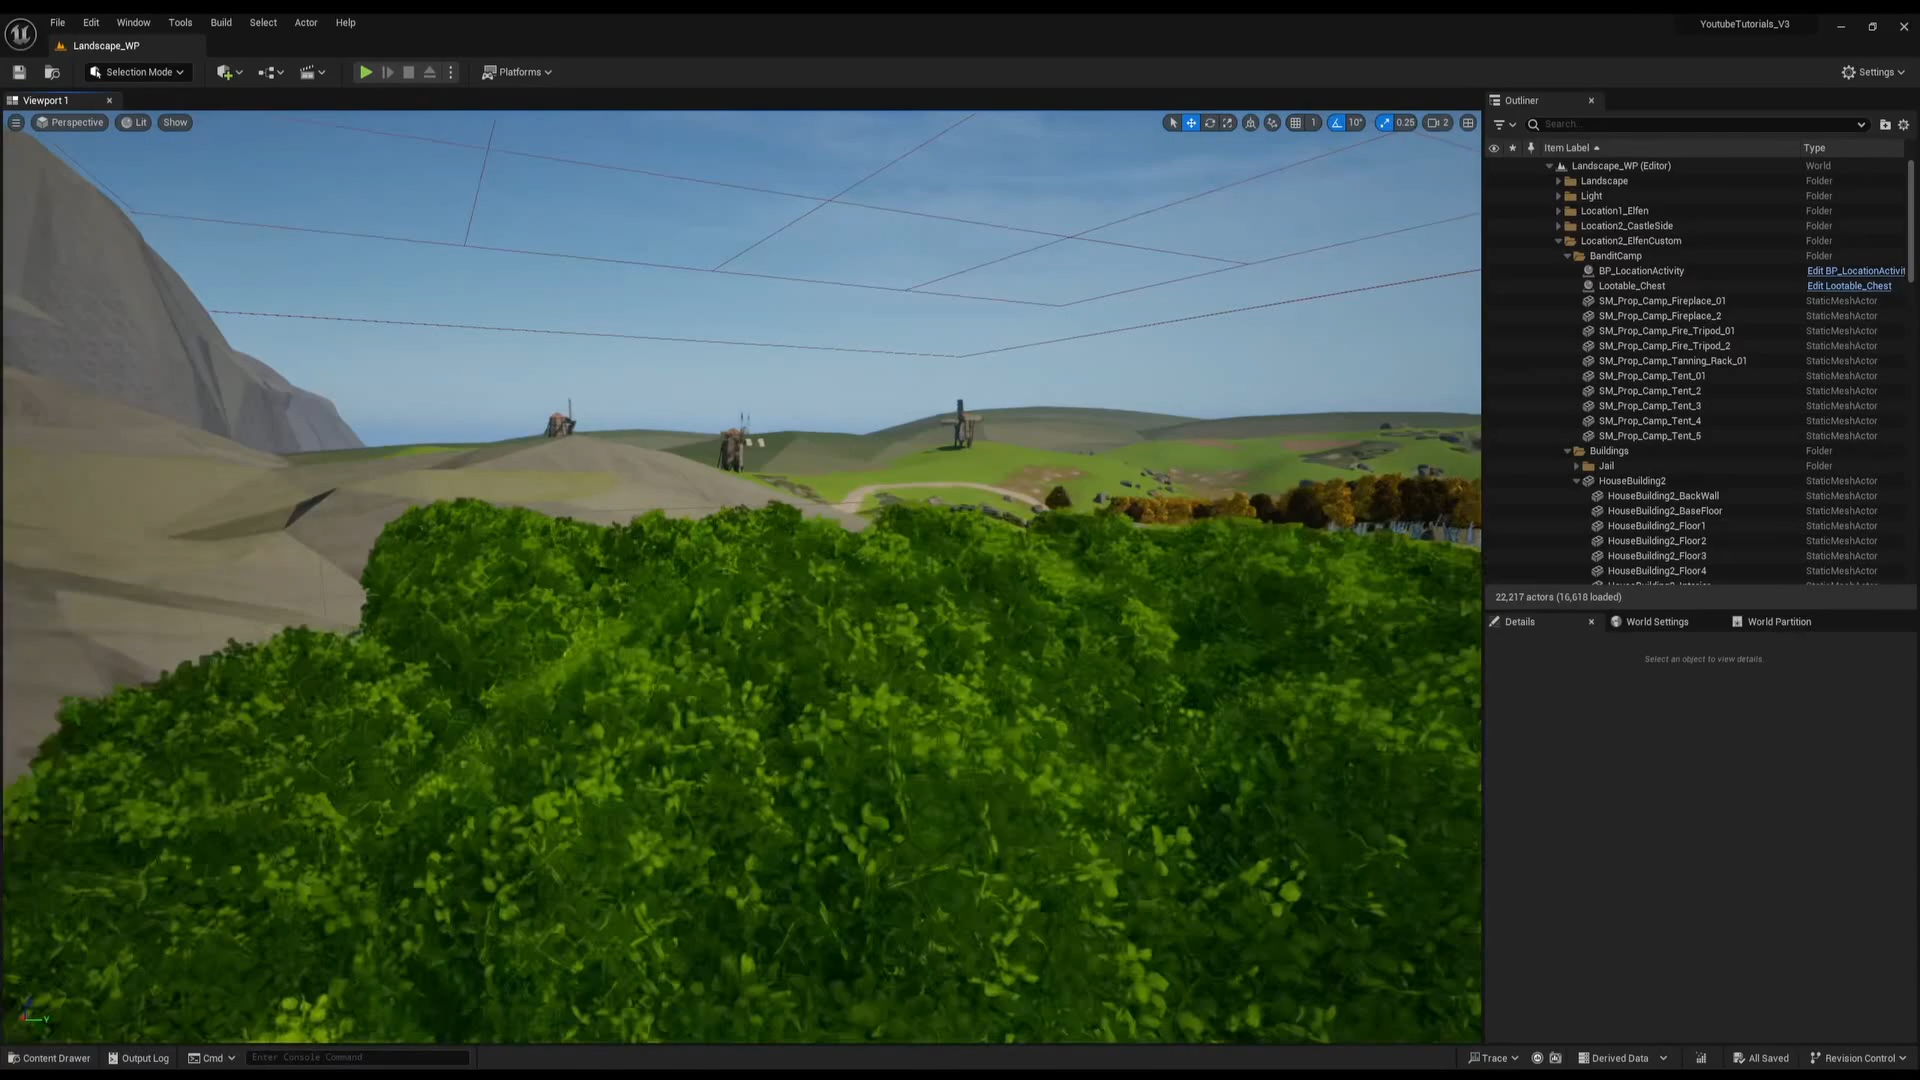 File Edit Window Tools Build Select Actor Help
YoutubeTutorials_V3
Landscape_WP
Selection Mode
Platforms
Settings
Viewport 1
Perspective Lit Show
1 10° 0.25 2
Outliner
Search...
Item Label Type
Landscape_WP (Editor) World
Landscape Folder
Light Folder
Location1_Elfen Folder
Location2_CastleSide Folder
Location2_ElfenCustom Folder
BanditCamp Folder
BP_LocationActivity Edit BP_LocationActivit
Lootable_Chest Edit Lootable_Chest
SM_Prop_Camp_Fireplace_01 StaticMeshActor
SM_Prop_Camp_Fireplace_2 StaticMeshActor
SM_Prop_Camp_Fire_Tripod_01 StaticMeshActor
SM_Prop_Camp_Fire_Tripod_2 StaticMeshActor
SM_Prop_Camp_Tanning_Rack_01 StaticMeshActor
SM_Prop_Camp_Tent_01 StaticMeshActor
SM_Prop_Camp_Tent_2 StaticMeshActor
SM_Prop_Camp_Tent_3 StaticMeshActor
SM_Prop_Camp_Tent_4 StaticMeshActor
SM_Prop_Camp_Tent_5 StaticMeshActor
Buildings Folder
Jail Folder
HouseBuilding2 StaticMeshActor
HouseBuilding2_BackWall StaticMeshActor
HouseBuilding2_BaseFloor StaticMeshActor
HouseBuilding2_Floor1 StaticMeshActor
HouseBuilding2_Floor2 StaticMeshActor
HouseBuilding2_Floor3 StaticMeshActor
HouseBuilding2_Floor4 StaticMeshActor
22,217 actors (16,618 loaded)
Details World Settings World Partition
Select an object to view details.
Y
Content Drawer Output Log Cmd Enter Console Command
Trace Derived Data All Saved Revision Control